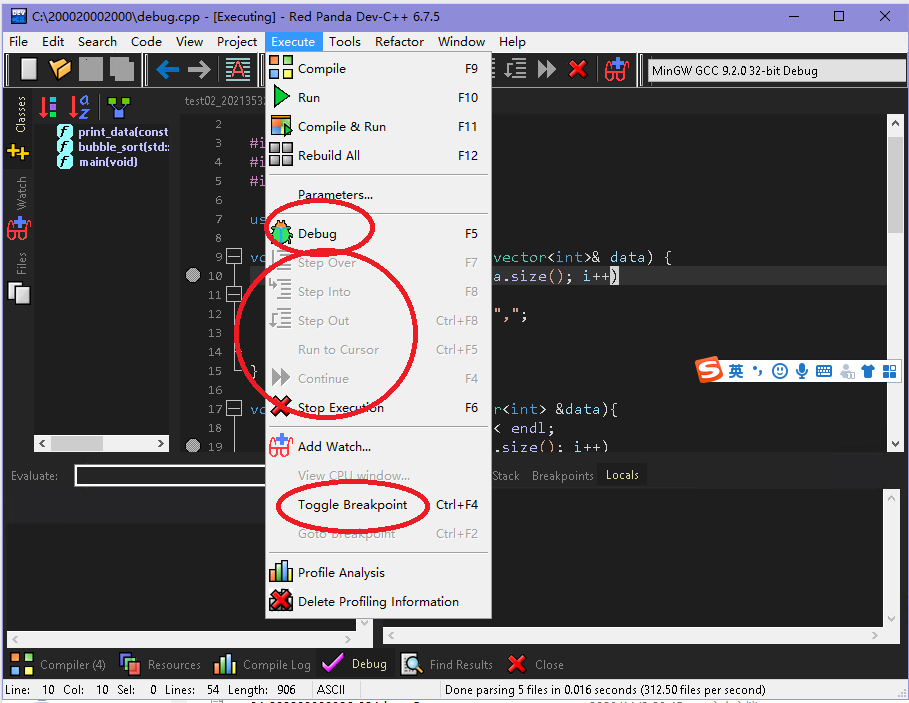 C:\200020002000\debug.cpp - [Executing] - Red Panda Dev-C++ 6.7.5
File Edit Search Code View Project Execute Tools Refactor Window Help
MinGW GCC 9.2.0 32-bit Debug
Compile F9
Run F10
Compile & Run F11
Rebuild All F12
Parameters...
Debug F5
Step Over F7
Step Into F8
Step Out Ctrl+F8
Run to Cursor Ctrl+F5
Continue F4
Stop Execution F6
Add Watch...
View CPU window...
Toggle Breakpoint Ctrl+F4
Goto Breakpoint Ctrl+F2
Profile Analysis
Delete Profiling Information
Classes
Watch
Files
print_data(const
bubble_sort(std::
main(void)
test02_2021353
2
3 #i
4 #i
5 #i
6
7 us
8
9 vo vector<int>& data) {
10 a.size(); i++)
11
12 ",";
13
14
15 }
16
17 vo r<int> &data){
18 < endl;
19 .size(); i++)
英
Evaluate:
Stack Breakpoints Locals
Compiler (4) Resources Compile Log Debug Find Results Close
Line: 10 Col: 10 Sel: 0 Lines: 54 Length: 906 ASCII Done parsing 5 files in 0.016 seconds (312.50 files per second)